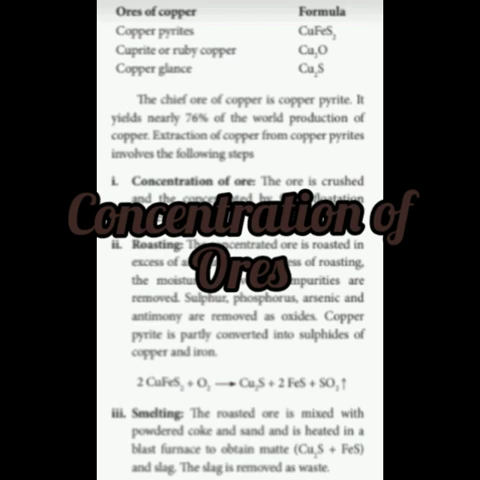 Ores of copper Formula
Copper pyrites CuFeS₂
Cuprite or ruby copper Cu₂O
Copper glance Cu₂S
The chief ore of copper is copper pyrite. It
yields nearly 76% of the world production of
copper. Extraction of copper from copper pyrites
involves the following steps
i. Concentration of ore: The ore is crushed
and the
Concentration of
Ores
ii. Roasting: concentrated ore is roasted in
excess of of roasting,
the impurities are
removed. Sulphur, phosphorus, arsenic and
antimony are removed as oxides. Copper
pyrite is partly converted into sulphides of
copper and iron.
2 CuFeS₂ + O₂ → Cu₂S + 2 FeS + SO₂↑
iii. Smelting: The roasted ore is mixed with
powdered coke and sand and is heated in a
blast furnace to obtain matte (Cu₂S + FeS)
and slag. The slag is removed as waste.